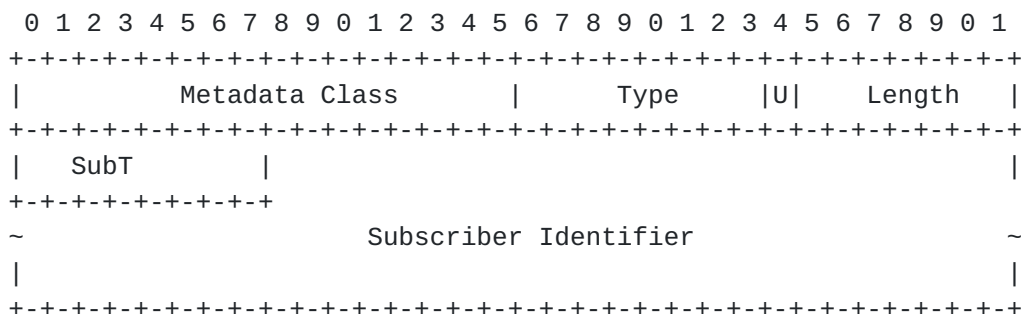 0 1 2 3 4 5 6 7 8 9 0 1 2 3 4 5 6 7 8 9 0 1 2 3 4 5 6 7 8 9 0 1
+-+-+-+-+-+-+-+-+-+-+-+-+-+-+-+-+-+-+-+-+-+-+-+-+-+-+-+-+-+-+-+-+
|          Metadata Class       |      Type     |U|    Length   |
+-+-+-+-+-+-+-+-+-+-+-+-+-+-+-+-+-+-+-+-+-+-+-+-+-+-+-+-+-+-+-+-+
|   SubT        |                                               |
+-+-+-+-+-+-+-+-+
~                      Subscriber Identifier                    ~
|                                                               |
+-+-+-+-+-+-+-+-+-+-+-+-+-+-+-+-+-+-+-+-+-+-+-+-+-+-+-+-+-+-+-+-+